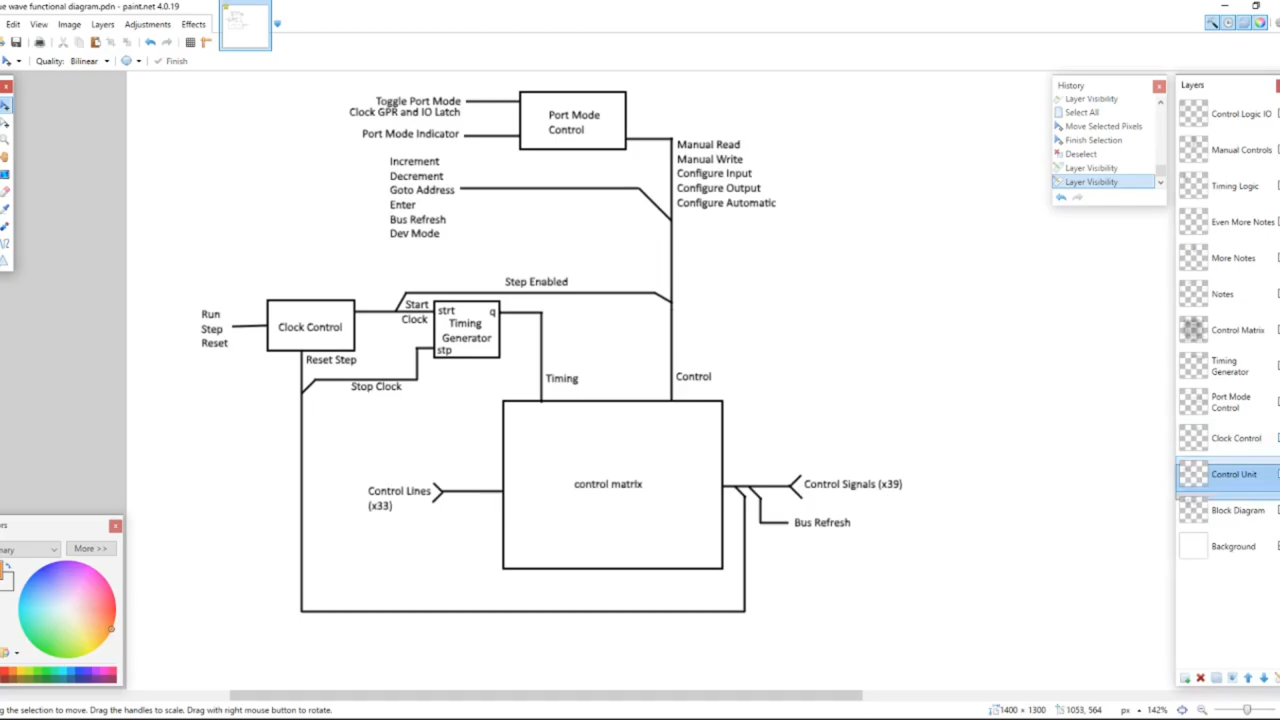 ue wave functional diagram.pdn - paint.net 4.0.19
Edit View Image Layers Adjustments Effects
Quality: Bilinear Finish
Toggle Port Mode
Clock GPR and IO Latch
Port Mode Indicator
Port Mode
Control
Increment
Decrement
Goto Address
Enter
Bus Refresh
Dev Mode
Manual Read
Manual Write
Configure Input
Configure Output
Configure Automatic
Step Enabled
Run
Step
Reset
Clock Control
Start
Clock
strt q
Timing
Generator
stp
Reset Step
Stop Clock
Timing
Control
control matrix
Control Lines
(x33)
Control Signals (x39)
Bus Refresh
History
Layer Visibility
Select All
Move Selected Pixels
Finish Selection
Deselect
Layer Visibility
Layer Visibility
Layers
Control Logic IO
Manual Controls
Timing Logic
Even More Notes
More Notes
Notes
Control Matrix
Timing
Generator
Port Mode
Control
Clock Control
Control Unit
Block Diagram
Background
ors
mary More >>
g the selection to move. Drag the handles to scale. Drag with right mouse button to rotate.
1400 × 1300 1053, 564 px 142%